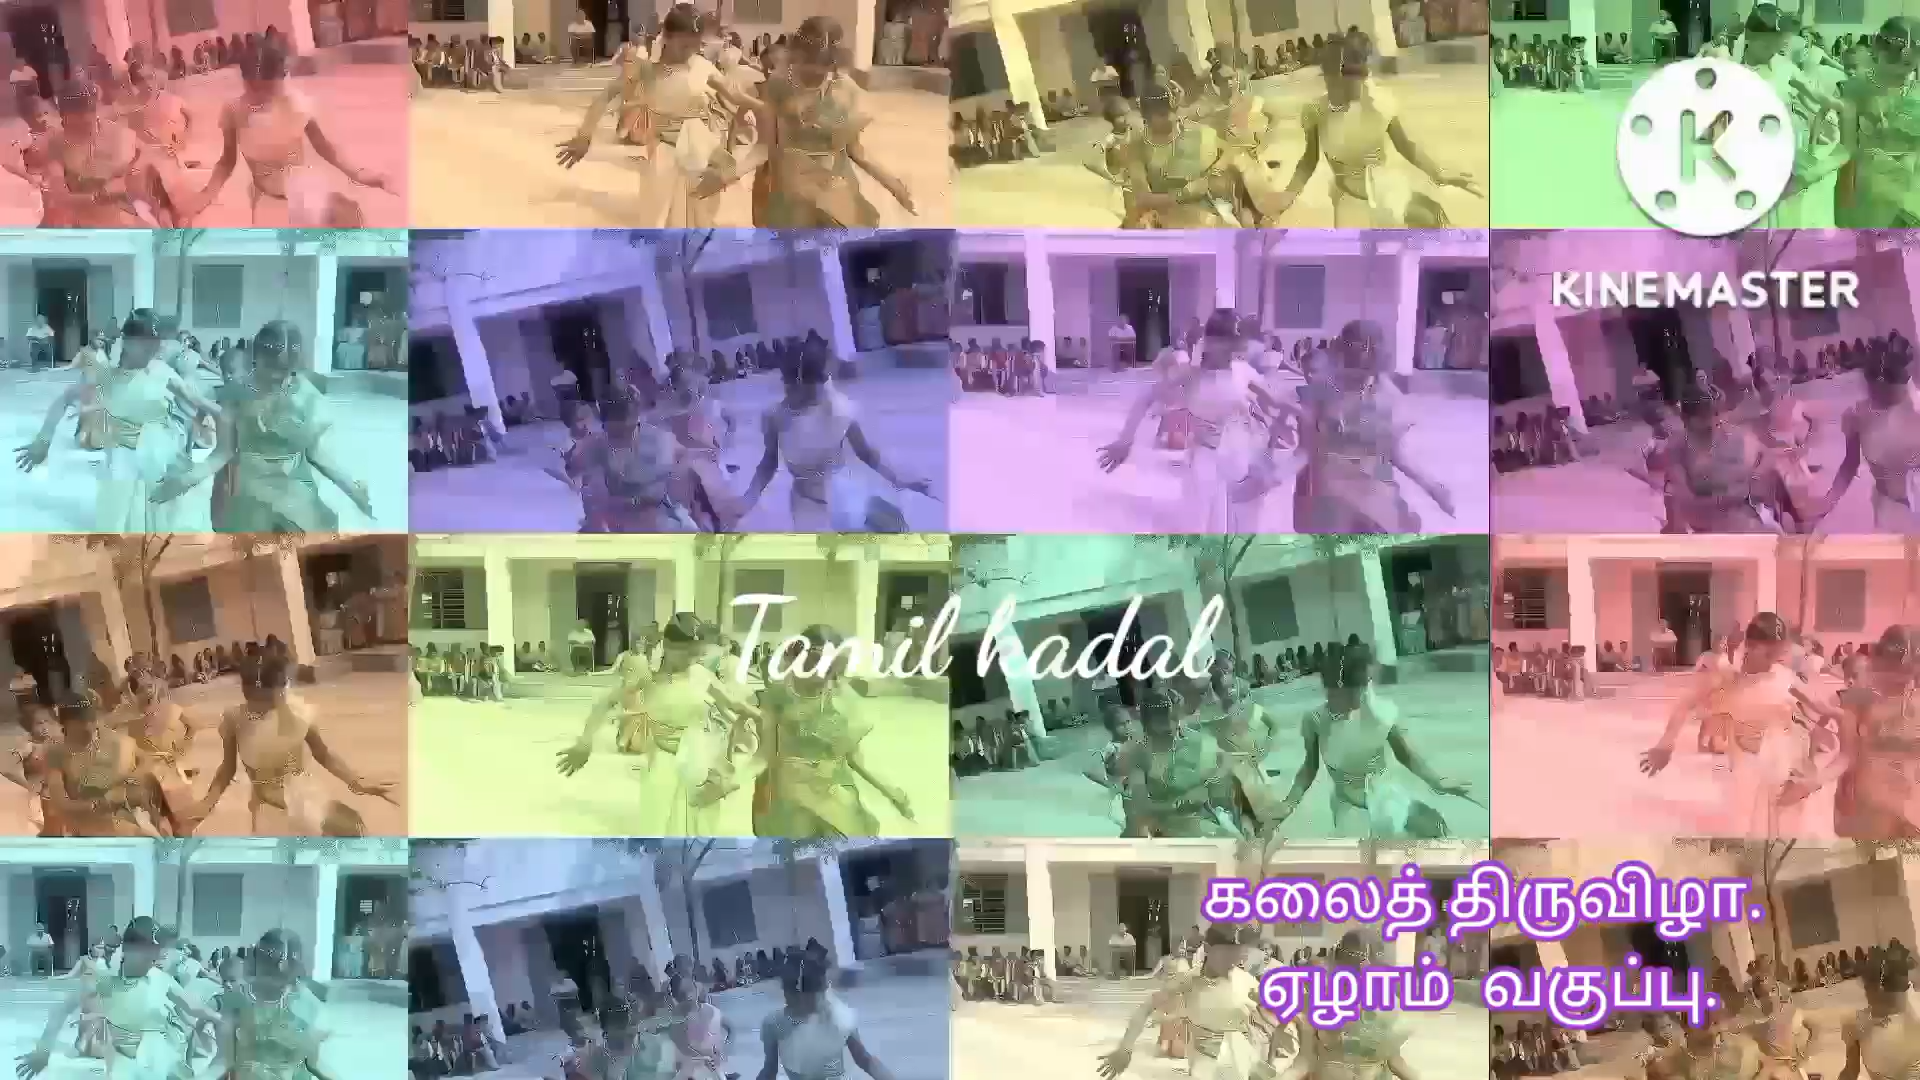 KINEMASTER
Tamil kadal
கலைத் திருவிழா.
ஏழாம் வகுப்பு.